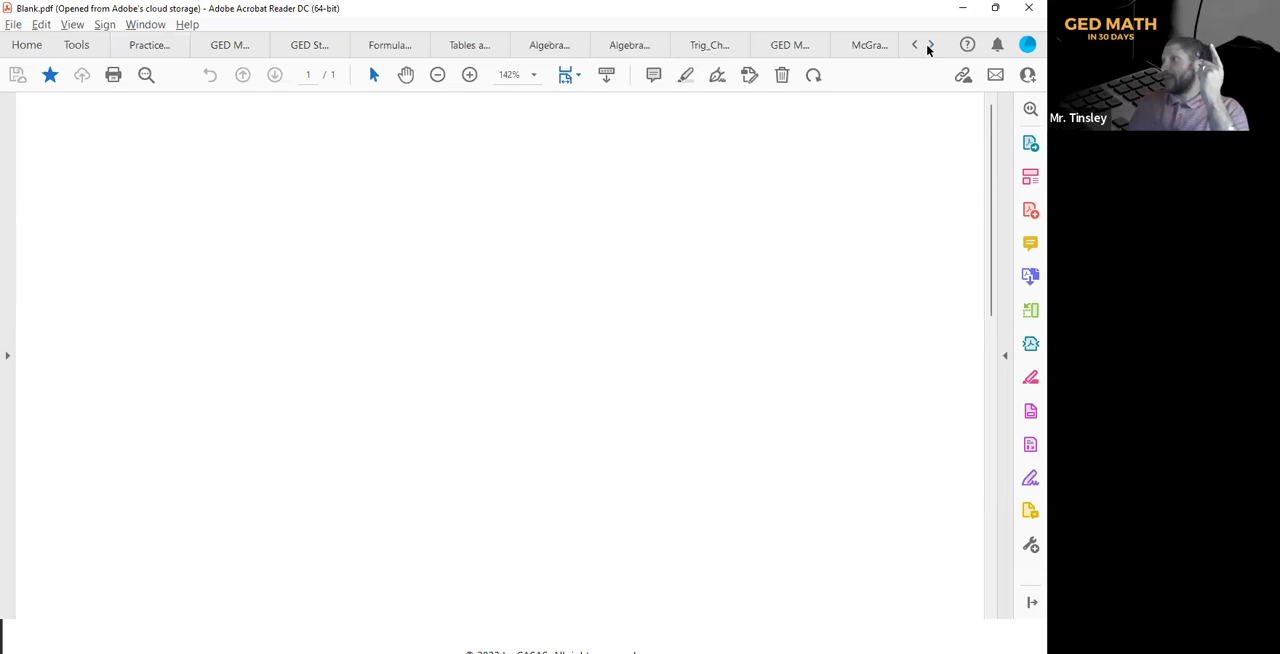 Blank.pdf (Opened from Adobe's cloud storage) - Adobe Acrobat Reader DC (64-bit)
File Edit View Sign Window Help
Home Tools Practice... GED M... GED St... Formula... Tables a... Algebra... Algebra... Trig_Ch... GED M... McGra...
1 / 1 142%
GED MATH
IN 30 DAYS
Mr. Tinsley